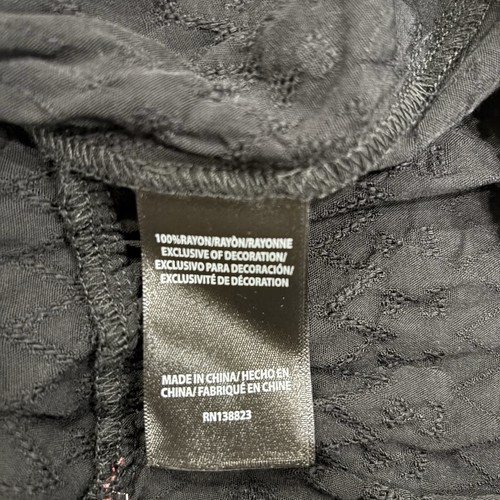 100%RAYON/RAYÒN/RAYONNE
EXCLUSIVE OF DECORATION/
EXCLUSIVO PARA DECORACIÓN/
EXCLUSIVITÉ DE DÉCORATION
MADE IN CHINA/ HECHO EN
CHINA/ FABRIQUÉ EN CHINE
RN138823